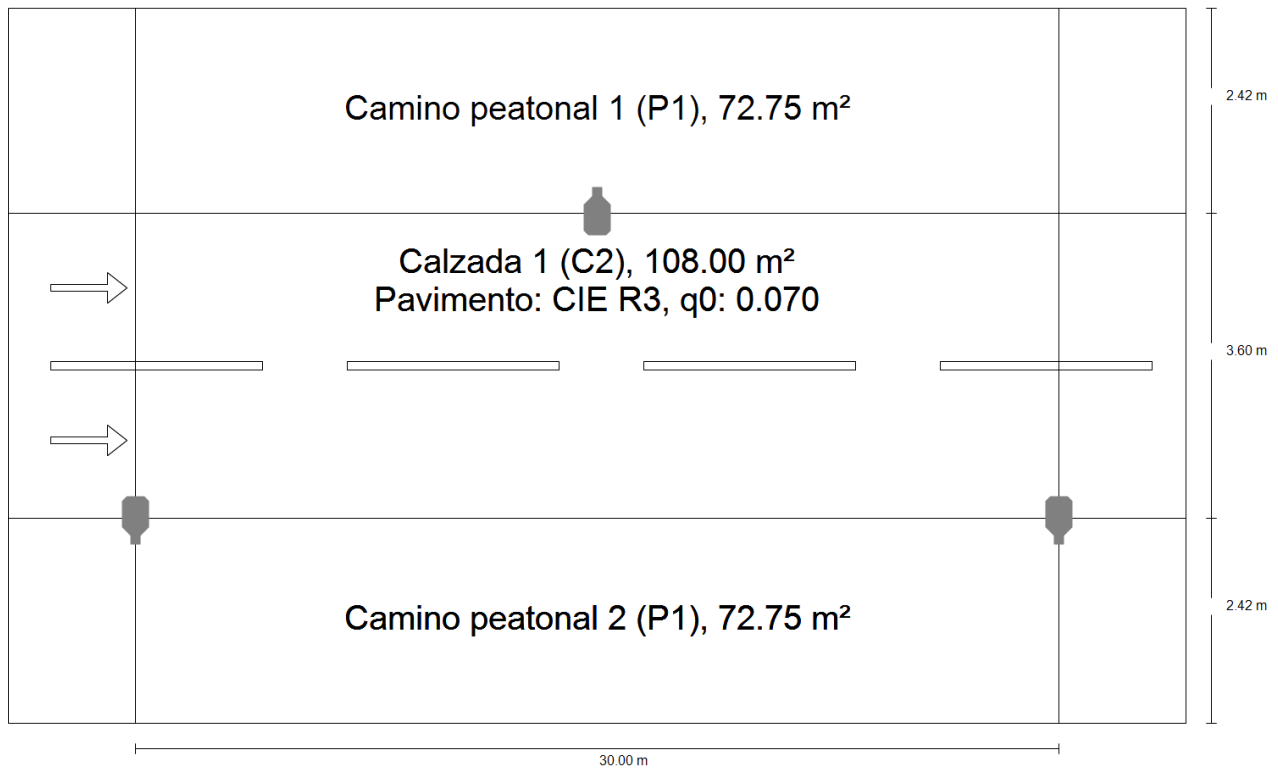 Camino peatonal 1 (P1), 72.75 m²
2.42 m
Calzada 1 (C2), 108.00 m²
Pavimento: CIE R3, q0: 0.070
3.60 m
Camino peatonal 2 (P1), 72.75 m²
2.42 m
30.00 m